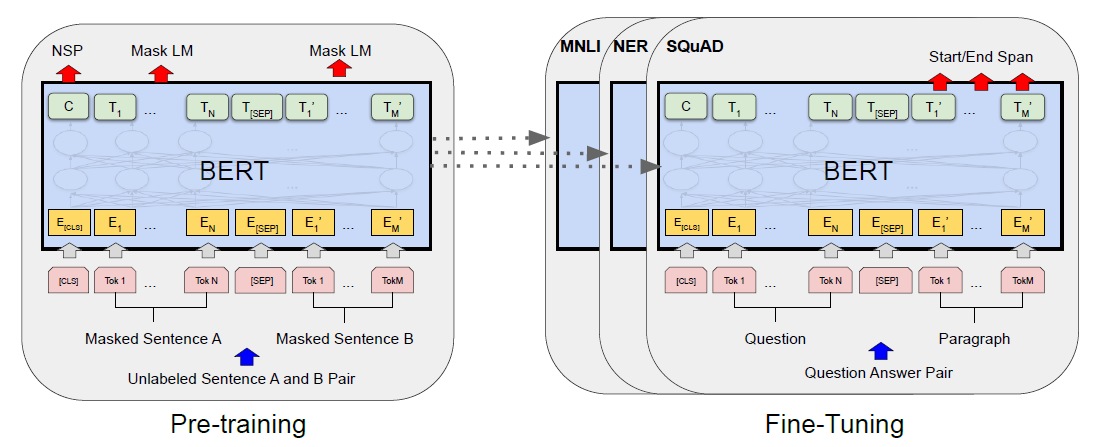 NSP Mask LM Mask LM
C T1 ... TN T[SEP] T1' ... TM'
...
BERT
...
E[CLS] E1 ... EN E[SEP] E1' ... EM'
[CLS] Tok 1 ... Tok N [SEP] Tok 1 ... TokM
Masked Sentence A Masked Sentence B
Unlabeled Sentence A and B Pair
Pre-training
MNLI NER SQuAD
Start/End Span
C T1 ... TN T[SEP] T1' ... TM'
...
BERT
...
E[CLS] E1 ... EN E[SEP] E1' ... EM'
[CLS] Tok 1 ... Tok N [SEP] Tok 1 ... TokM
Question Paragraph
Question Answer Pair
Fine-Tuning